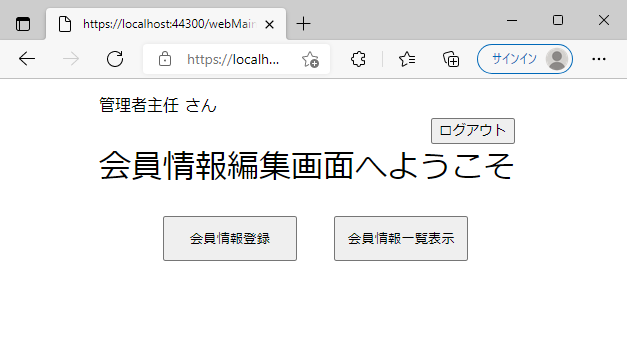 https://localhost:44300/webMain
https://localh...
サインイン
管理者主任 さん
ログアウト
会員情報編集画面へようこそ
会員情報登録
会員情報一覧表示